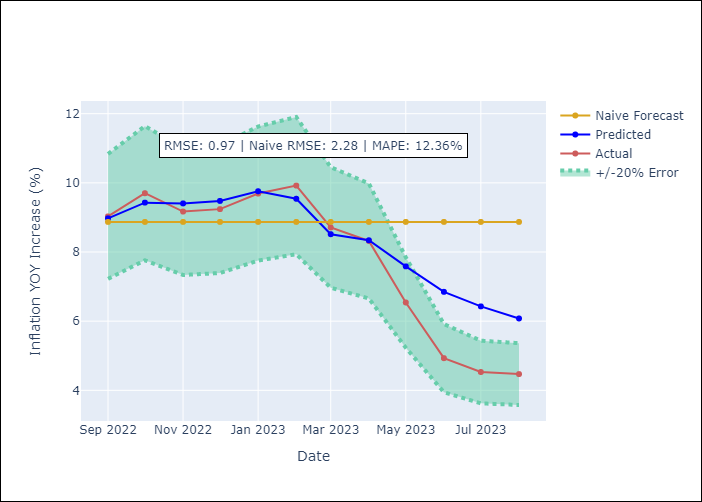 12
10
8
6
4
Inflation YOY Increase (%)
RMSE: 0.97 | Naive RMSE: 2.28 | MAPE: 12.36%
Naive Forecast
Predicted
Actual
+/-20% Error
Sep 2022 Nov 2022 Jan 2023 Mar 2023 May 2023 Jul 2023
Date